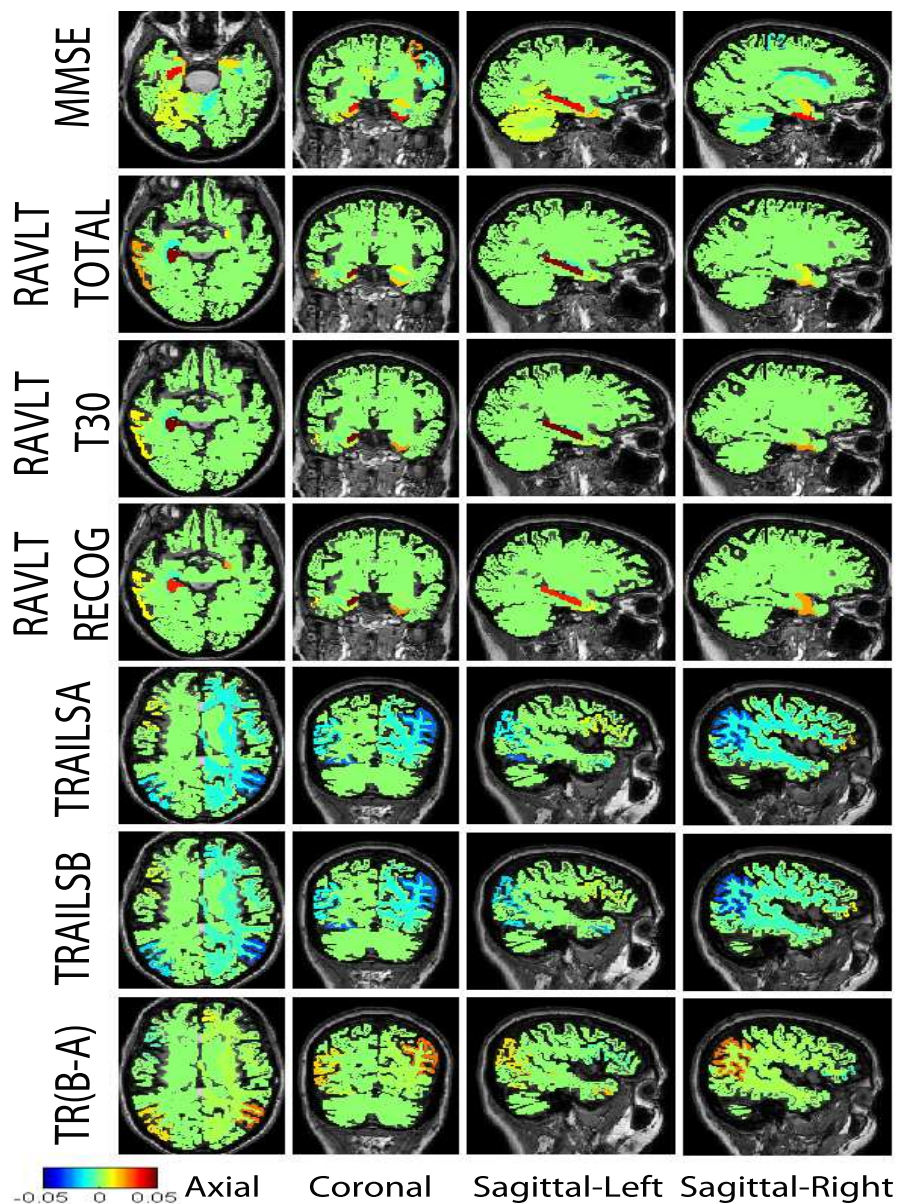 MMSE
RAVLT
TOTAL
RAVLT
T30
RAVLT
RECOG
TRAILSA
TRAILSB
TR(B-A)
-0.05 0 0.05
Axial Coronal Sagittal-Left Sagittal-Right